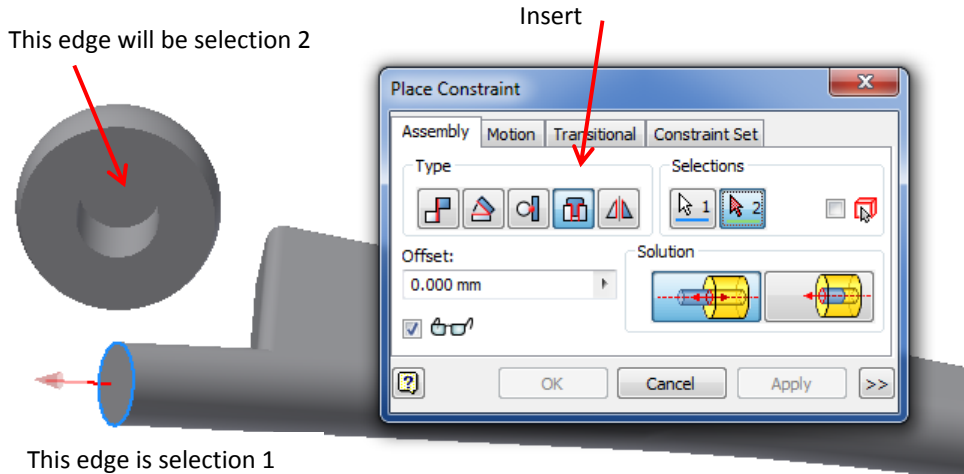 Insert
This edge will be selection 2
Place Constraint
Assembly Motion Transitional Constraint Set
Type
Selections
1 2
Offset:
Solution
0.000 mm
OK Cancel Apply >>
This edge is selection 1